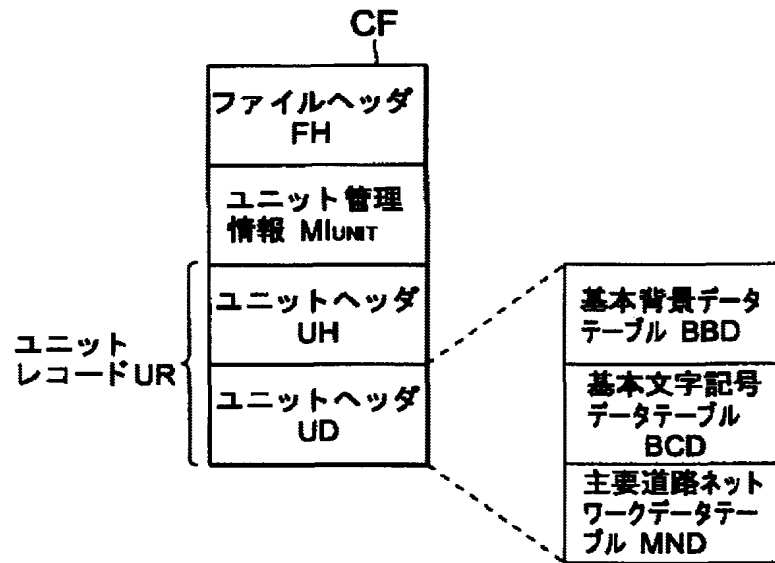 CF
ファイルヘッダ
FH
ユニット管理
情報 MIUNIT
ユニットヘッダ
UH
ユニット
レコードUR
ユニットヘッダ
UD
基本背景データ
テーブル BBD
基本文字記号
データテーブル
BCD
主要道路ネット
ワークデータテー
ブル MND